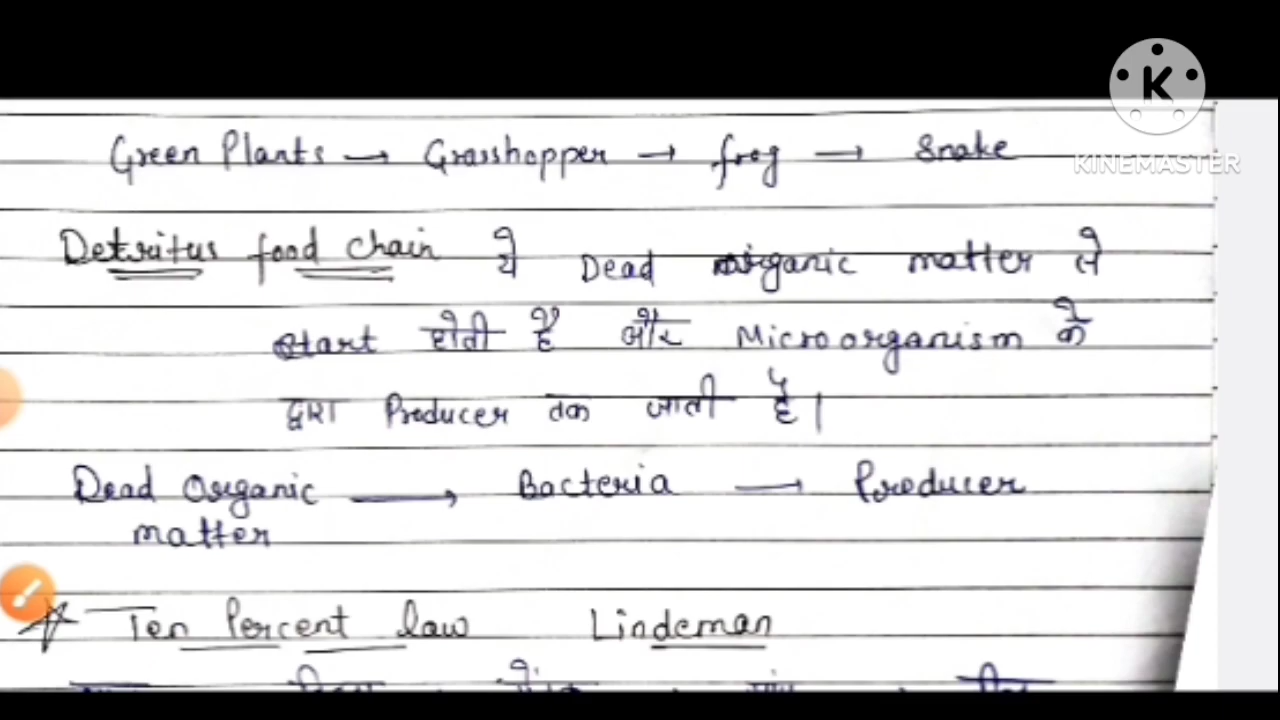 K
KINEMASTER
Green Plants → Grasshopper → frog → Snake
Detritus food chain ये Dead organic matter से
start होती है और Microorganism के
द्वारा Producer तक जाती है।
Dead Organic → Bacteria → Producer
matter
Ten Percent law Lindeman